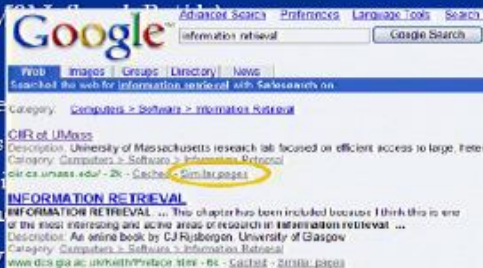 Google
Advanced Search Preferences Language Tools Search
information retrieval
Google Search
Web Images Groups Directory News
Searched the web for information retrieval with Safesearch on.
Category: Computers > Software > Information Retrieval
CIIR at UMass
Description: University of Massachusetts research lab focused on efficient access to large, hete
Category: Computers > Software > Information Retrieval
ciir.cs.umass.edu/ - 2k - Cached - Similar pages
INFORMATION RETRIEVAL
INFORMATION RETRIEVAL ... This chapter has been included because I think this is one
of the most interesting and active areas of research in information retrieval ...
Description: An online book by CJ Rijsbergen, University of Glasgow
Category: Computers > Software > Information Retrieval
www.dcs.gla.ac.uk/Keith/Preface.html - 6k - Cached - Similar pages